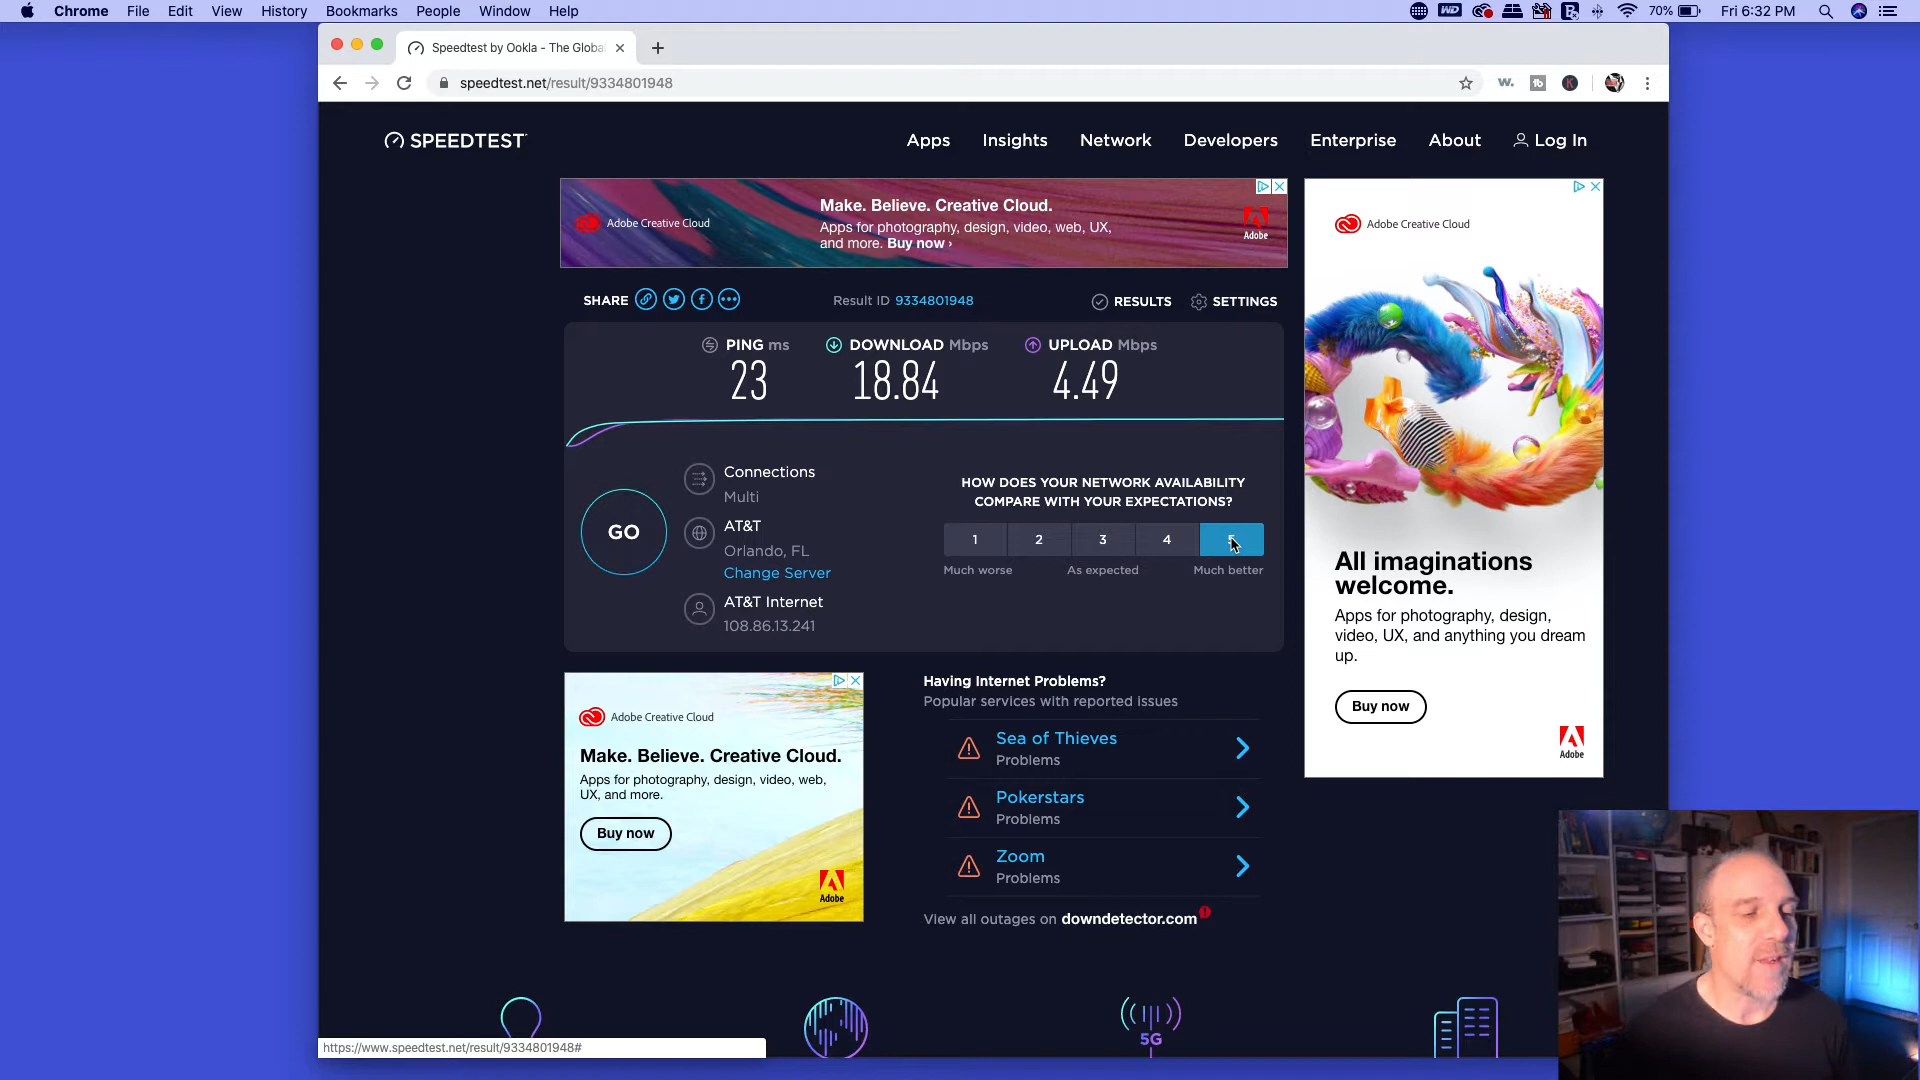 Chrome File Edit View History Bookmarks People Window Help
WD
70%
Fri 6:32 PM
Speedtest by Ookla - The Globa
speedtest.net/result/9334801948
SPEEDTEST
Apps Insights Network Developers Enterprise About Log In
Adobe Creative Cloud
Make. Believe. Creative Cloud.
Apps for photography, design, video, web, UX,
and more. Buy now ›
Adobe
SHARE
Result ID 9334801948
RESULTS
SETTINGS
PING ms
23
DOWNLOAD Mbps
18.84
UPLOAD Mbps
4.49
GO
Connections
Multi
AT&T
Orlando, FL
Change Server
AT&T Internet
108.86.13.241
HOW DOES YOUR NETWORK AVAILABILITY
COMPARE WITH YOUR EXPECTATIONS?
1 2 3 4 5
Much worse As expected Much better
Adobe Creative Cloud
All imaginations
welcome.
Apps for photography, design,
video, UX, and anything you dream
up.
Buy now
Adobe
Adobe Creative Cloud
Make. Believe. Creative Cloud.
Apps for photography, design, video, web,
UX, and more.
Buy now
Adobe
Having Internet Problems?
Popular services with reported issues
Sea of Thieves
Problems
Pokerstars
Problems
Zoom
Problems
View all outages on downdetector.com
5G
https://www.speedtest.net/result/9334801948#